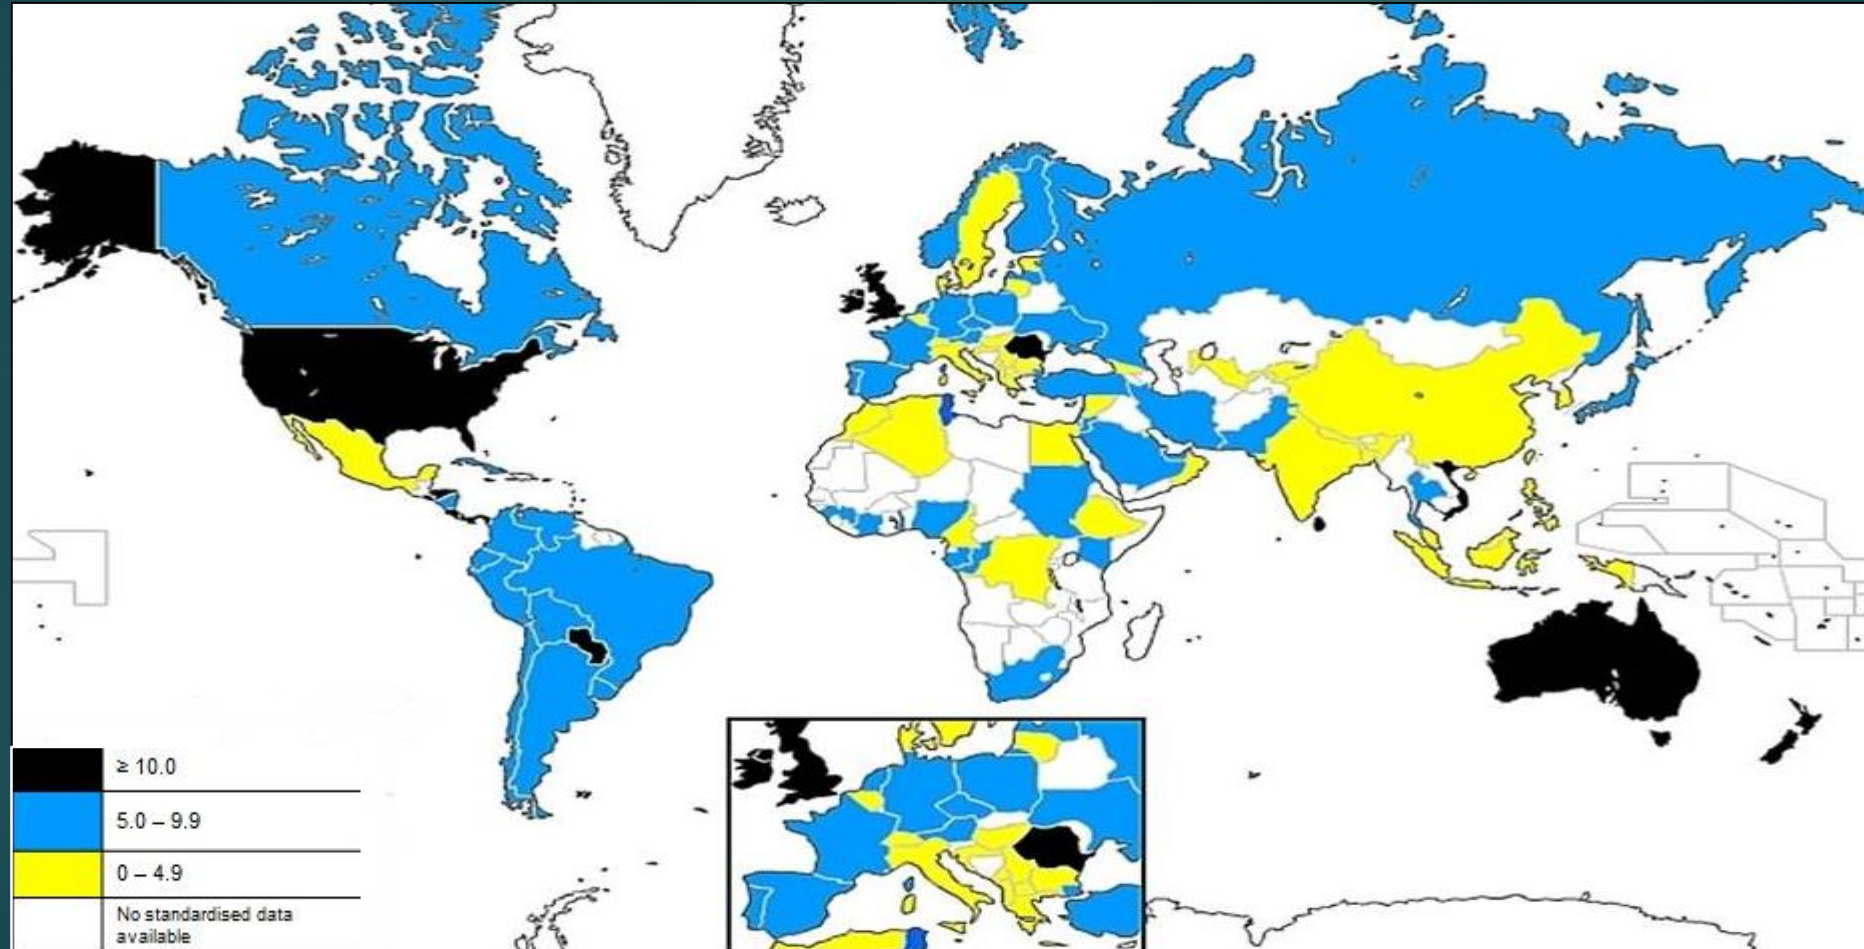 ≥ 10.0
5.0 – 9.9
0 – 4.9
No standardised data
available